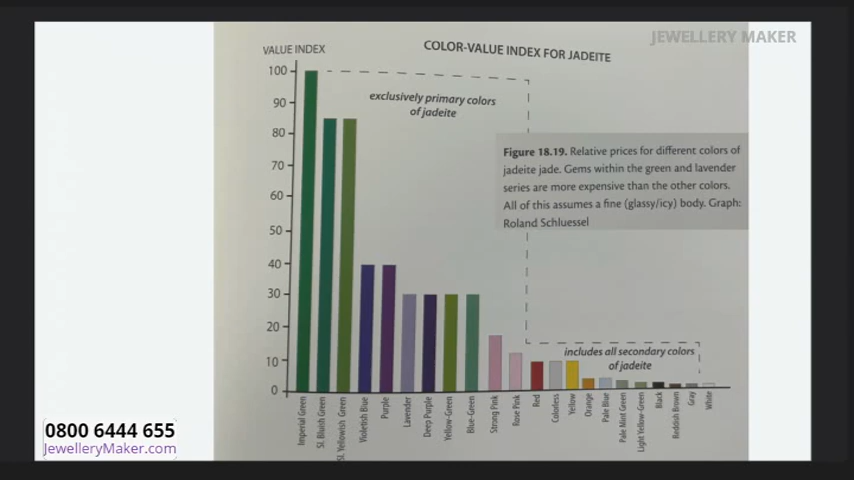 JEWELLERY MAKER
COLOR-VALUE INDEX FOR JADEITE
VALUE INDEX
100
90
80
70
60
50
40
30
20
10
0
exclusively primary colors
of jadeite
Figure 18.19. Relative prices for different colors of
jadeite jade. Gems within the green and lavender
series are more expensive than the other colors.
All of this assumes a fine (glassy/icy) body. Graph:
Roland Schluessel
includes all secondary colors
of jadeite
Imperial Green
Sl. Bluish Green
Sl. Yellowish Green
Violetish Blue
Purple
Lavender
Deep Purple
Yellow-Green
Blue-Green
Strong Pink
Rose Pink
Red
Colorless
Yellow
Orange
Pale Blue
Pale Mint Green
Light Yellow-Green
Black
Reddish Brown
Gray
White
0800 6444 655
JewelleryMaker.com